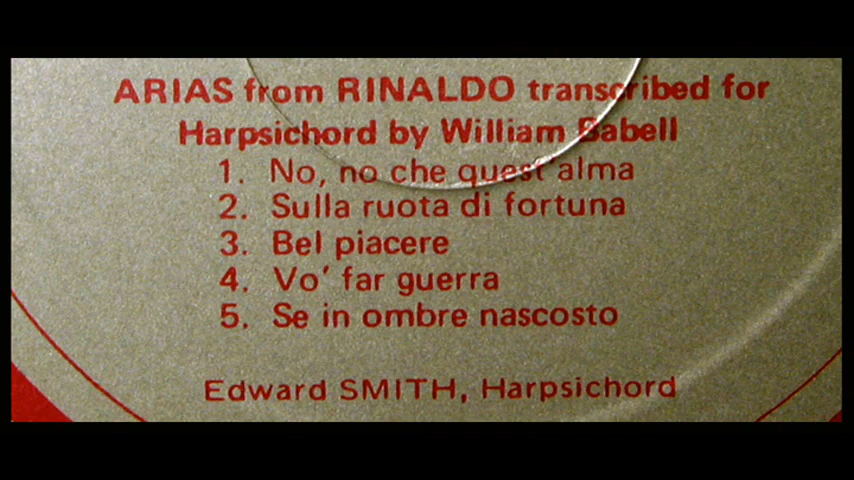 ARIAS from RINALDO transcribed for
Harpsichord by William Babell
1. No, no che quest'alma
2. Sulla ruota di fortuna
3. Bel piacere
4. Vo' far guerra
5. Se in ombre nascosto
Edward SMITH, Harpsichord